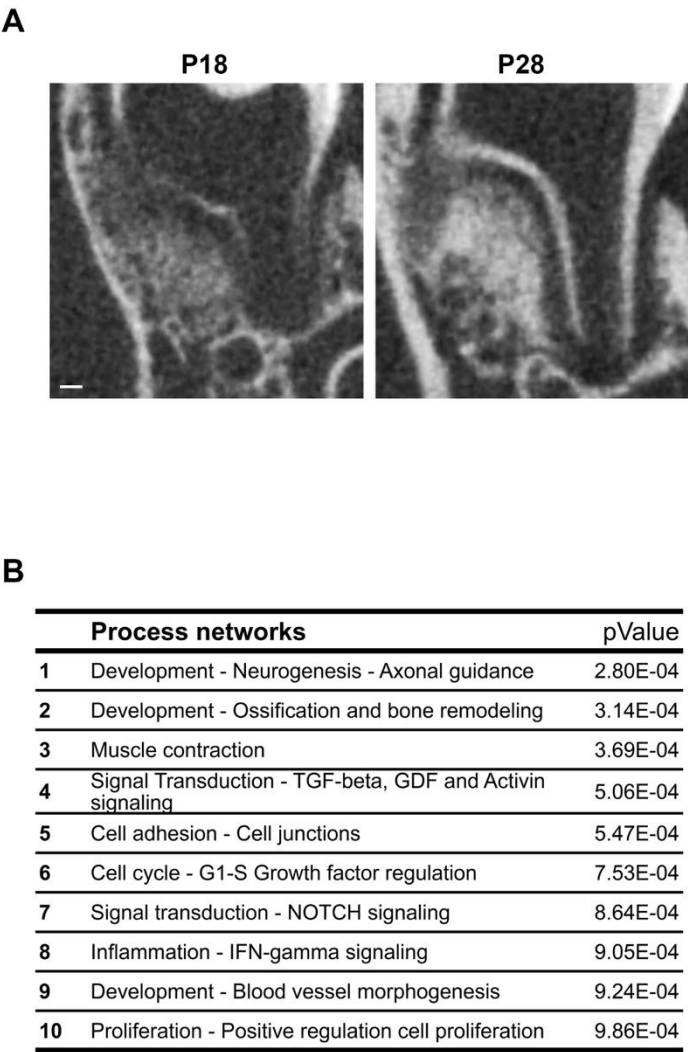 A
P18 P28
B
Process networks pValue
1 Development - Neurogenesis - Axonal guidance 2.80E-04
2 Development - Ossification and bone remodeling 3.14E-04
3 Muscle contraction 3.69E-04
4 Signal Transduction - TGF-beta, GDF and Activin
signaling 5.06E-04
5 Cell adhesion - Cell junctions 5.47E-04
6 Cell cycle - G1-S Growth factor regulation 7.53E-04
7 Signal transduction - NOTCH signaling 8.64E-04
8 Inflammation - IFN-gamma signaling 9.05E-04
9 Development - Blood vessel morphogenesis 9.24E-04
10 Proliferation - Positive regulation cell proliferation 9.86E-04